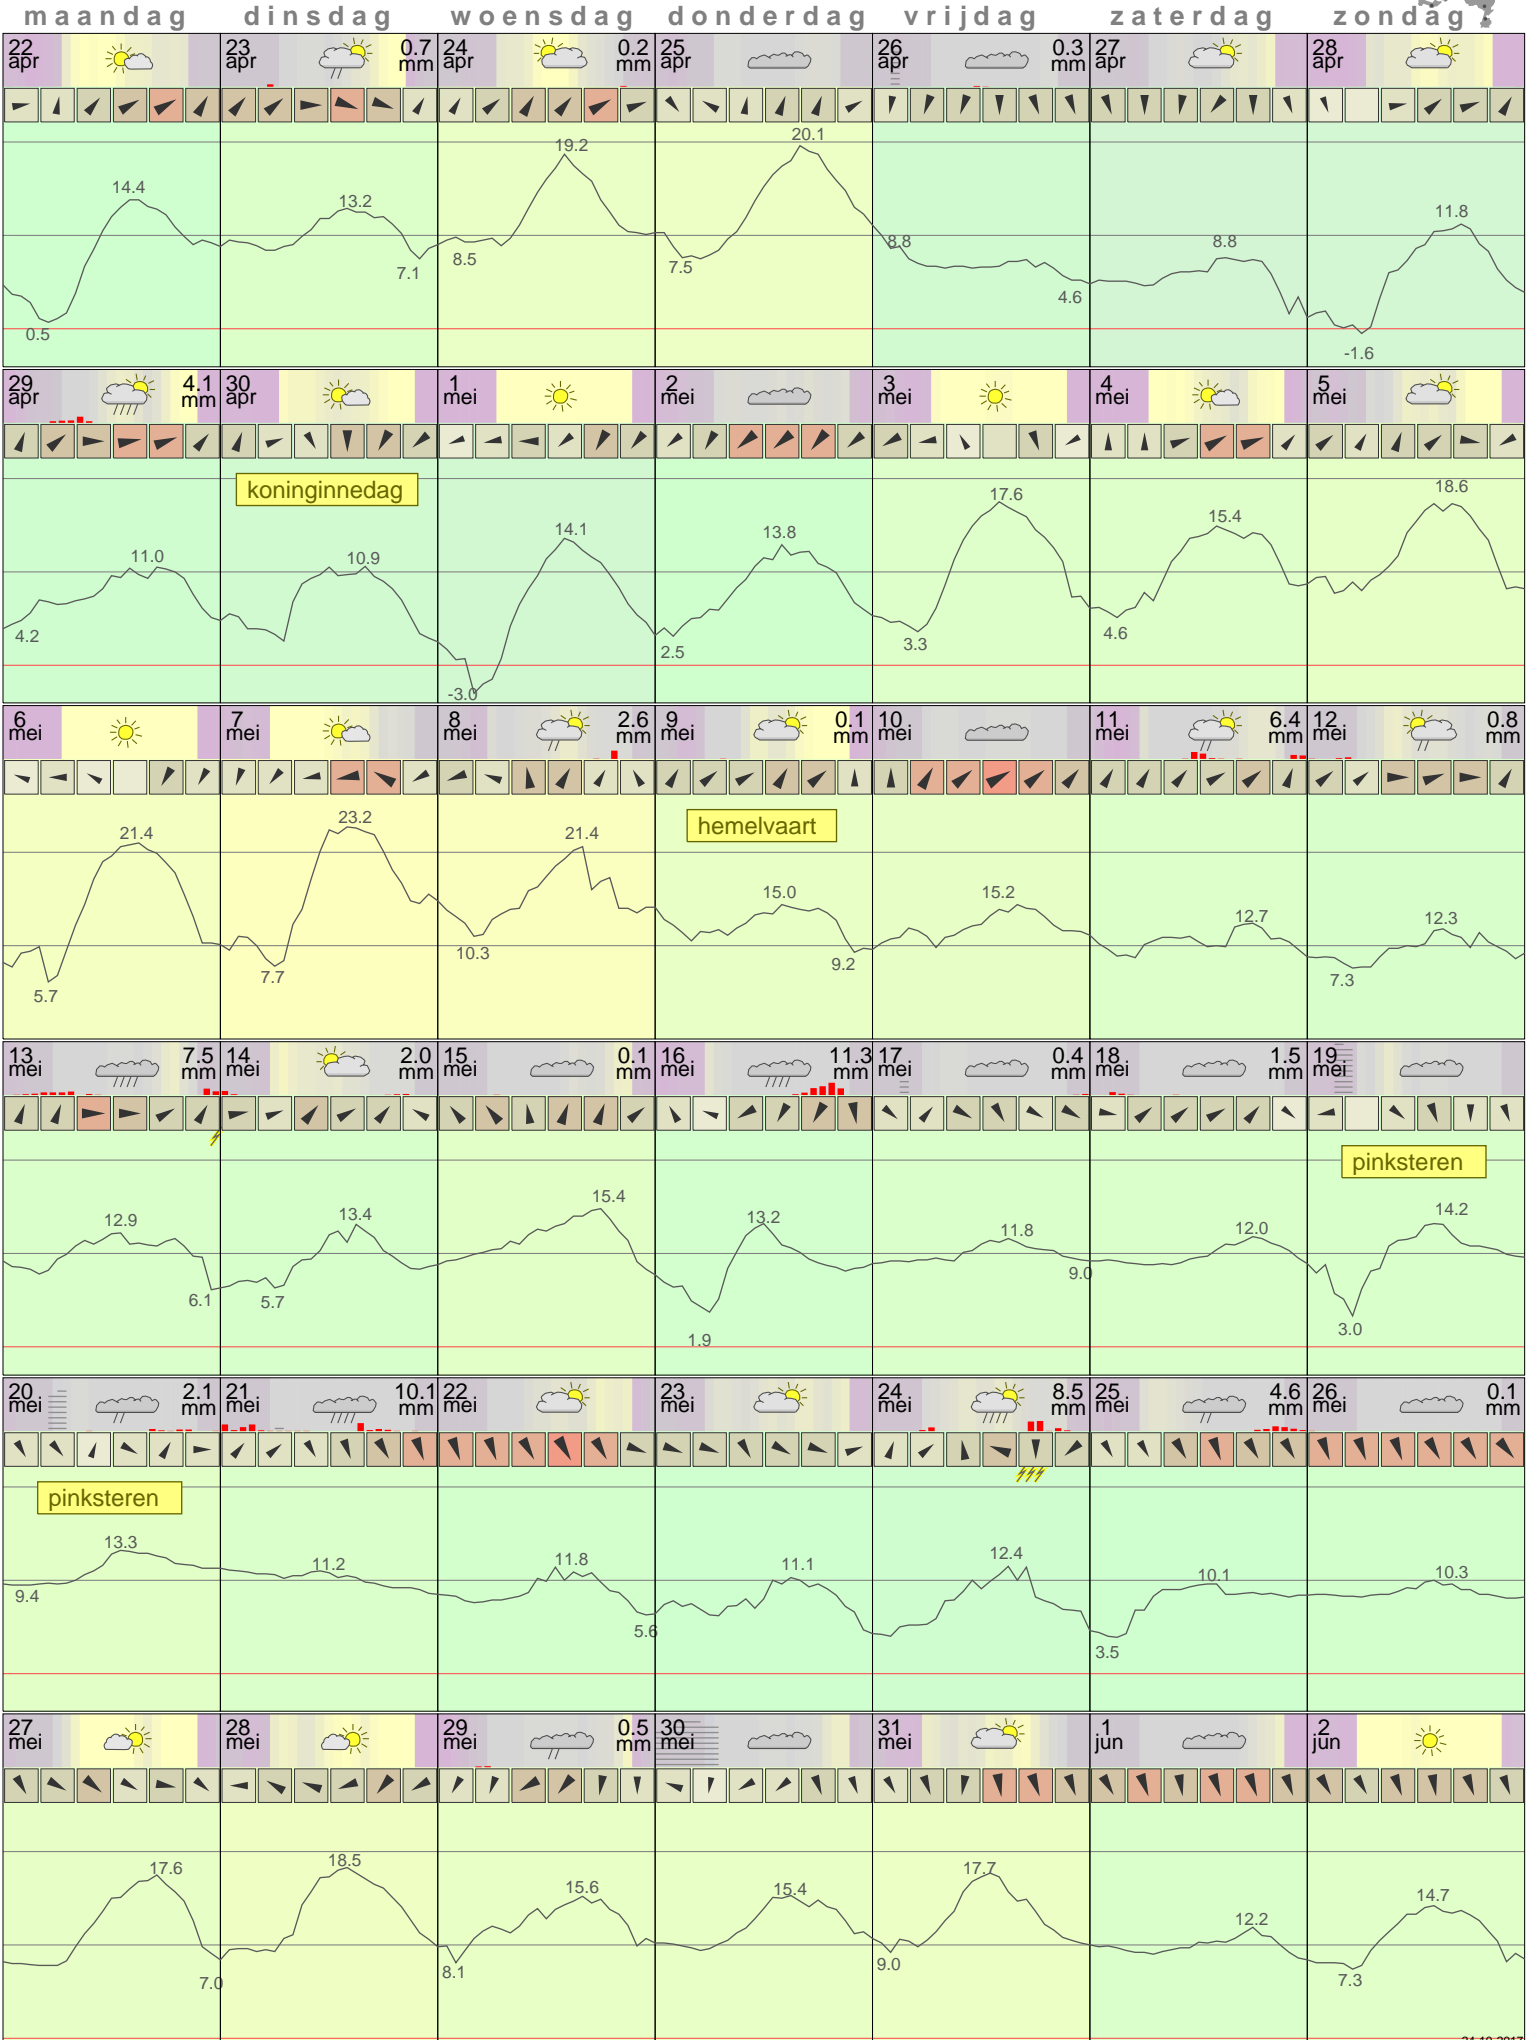 maandag dinsdag woensdag donderdag vrijdag zaterdag zondag
22 apr 23 apr 0.7 mm 24 apr 0.2 mm 25 apr 26 apr 0.3 mm 27 apr 28 apr
14.4 0.5 13.2 7.1 8.5 19.2 7.5 20.1 8.8 4.6 8.8 -1.6 11.8
29 apr 4.1 mm 30 apr 1 mei 2 mei 3 mei 4 mei 5 mei
koninginnedag
4.2 11.0 10.9 -3.0 14.1 2.5 13.8 3.3 17.6 4.6 15.4 18.6
6 mei 7 mei 8 mei 2.6 mm 9 mei 0.1 mm 10 mei 11 mei 6.4 mm 12 mei 0.8 mm
hemelvaart
5.7 21.4 7.7 23.2 10.3 21.4 15.0 9.2 15.2 12.7 7.3 12.3
13 mei 7.5 mm 14 mei 2.0 mm 15 mei 0.1 mm 16 mei 11.3 mm 17 mei 0.4 mm 18 mei 1.5 mm 19 mei
pinksteren
12.9 6.1 5.7 13.4 15.4 1.9 13.2 11.8 9.0 12.0 3.0 14.2
20 mei 2.1 mm 21 mei 10.1 mm 22 mei 23 mei 24 mei 8.5 mm 25 mei 4.6 mm 26 mei 0.1 mm
pinksteren
9.4 13.3 11.2 11.8 5.6 11.1 12.4 3.5 10.1 10.3
27 mei 28 mei 29 mei 0.5 mm 30 mei 31 mei 1 jun 2 jun
17.6 7.0 18.5 8.1 15.6 15.4 9.0 17.7 12.2 7.3 14.7